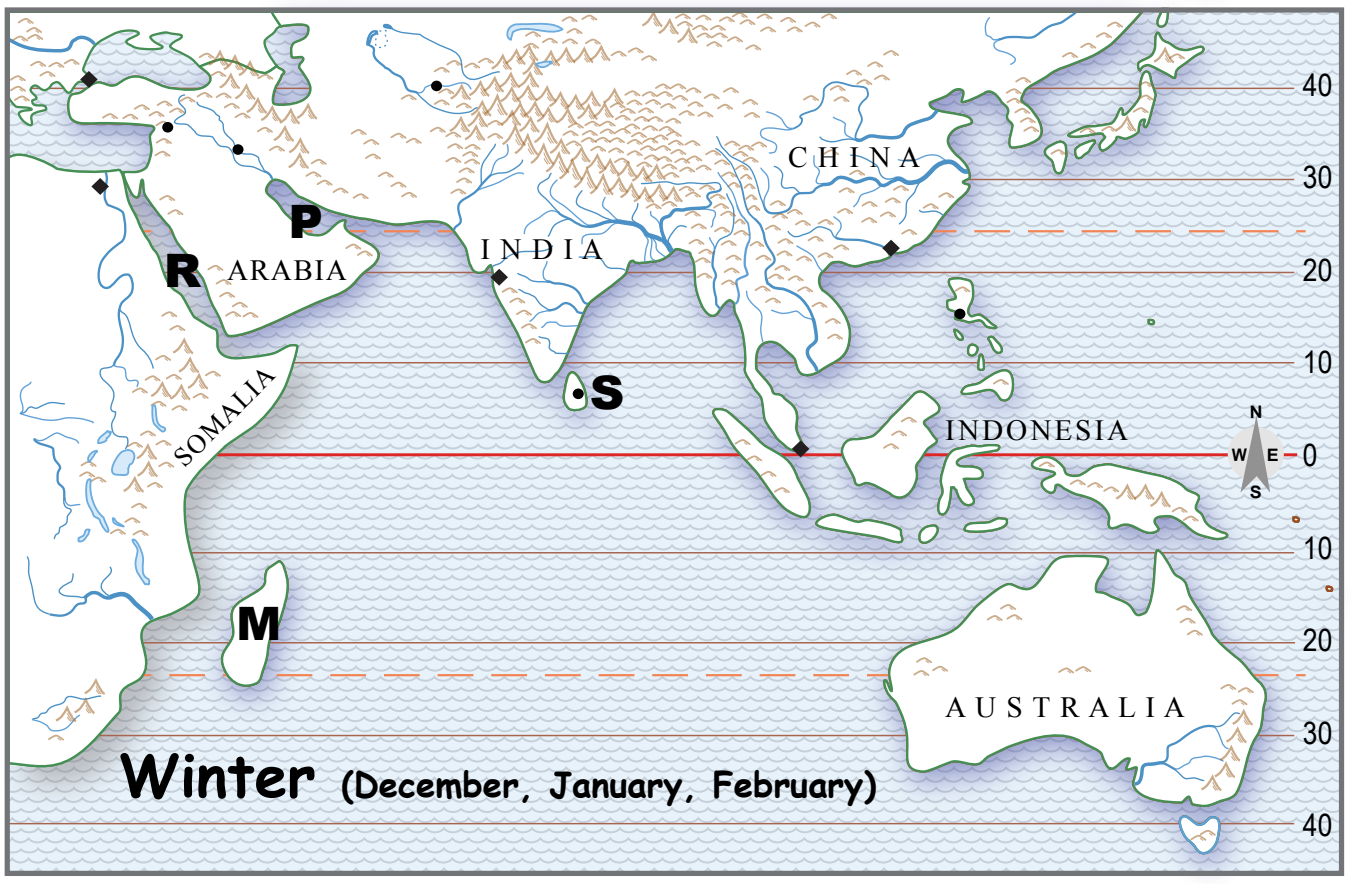 40
CHINA
30
P
INDIA
R
ARABIA
20
10
SOMALIA
S
INDONESIA
N
W E
S
0
10
M
20
AUSTRALIA
30
Winter (December, January, February)
40